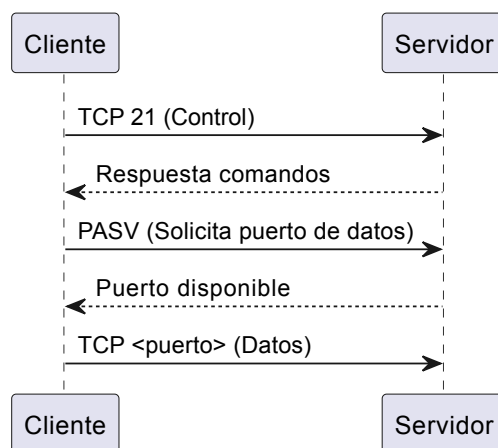 Cliente
Servidor
TCP 21 (Control)
Respuesta comandos
PASV (Solicita puerto de datos)
Puerto disponible
TCP <puerto> (Datos)
Cliente
Servidor